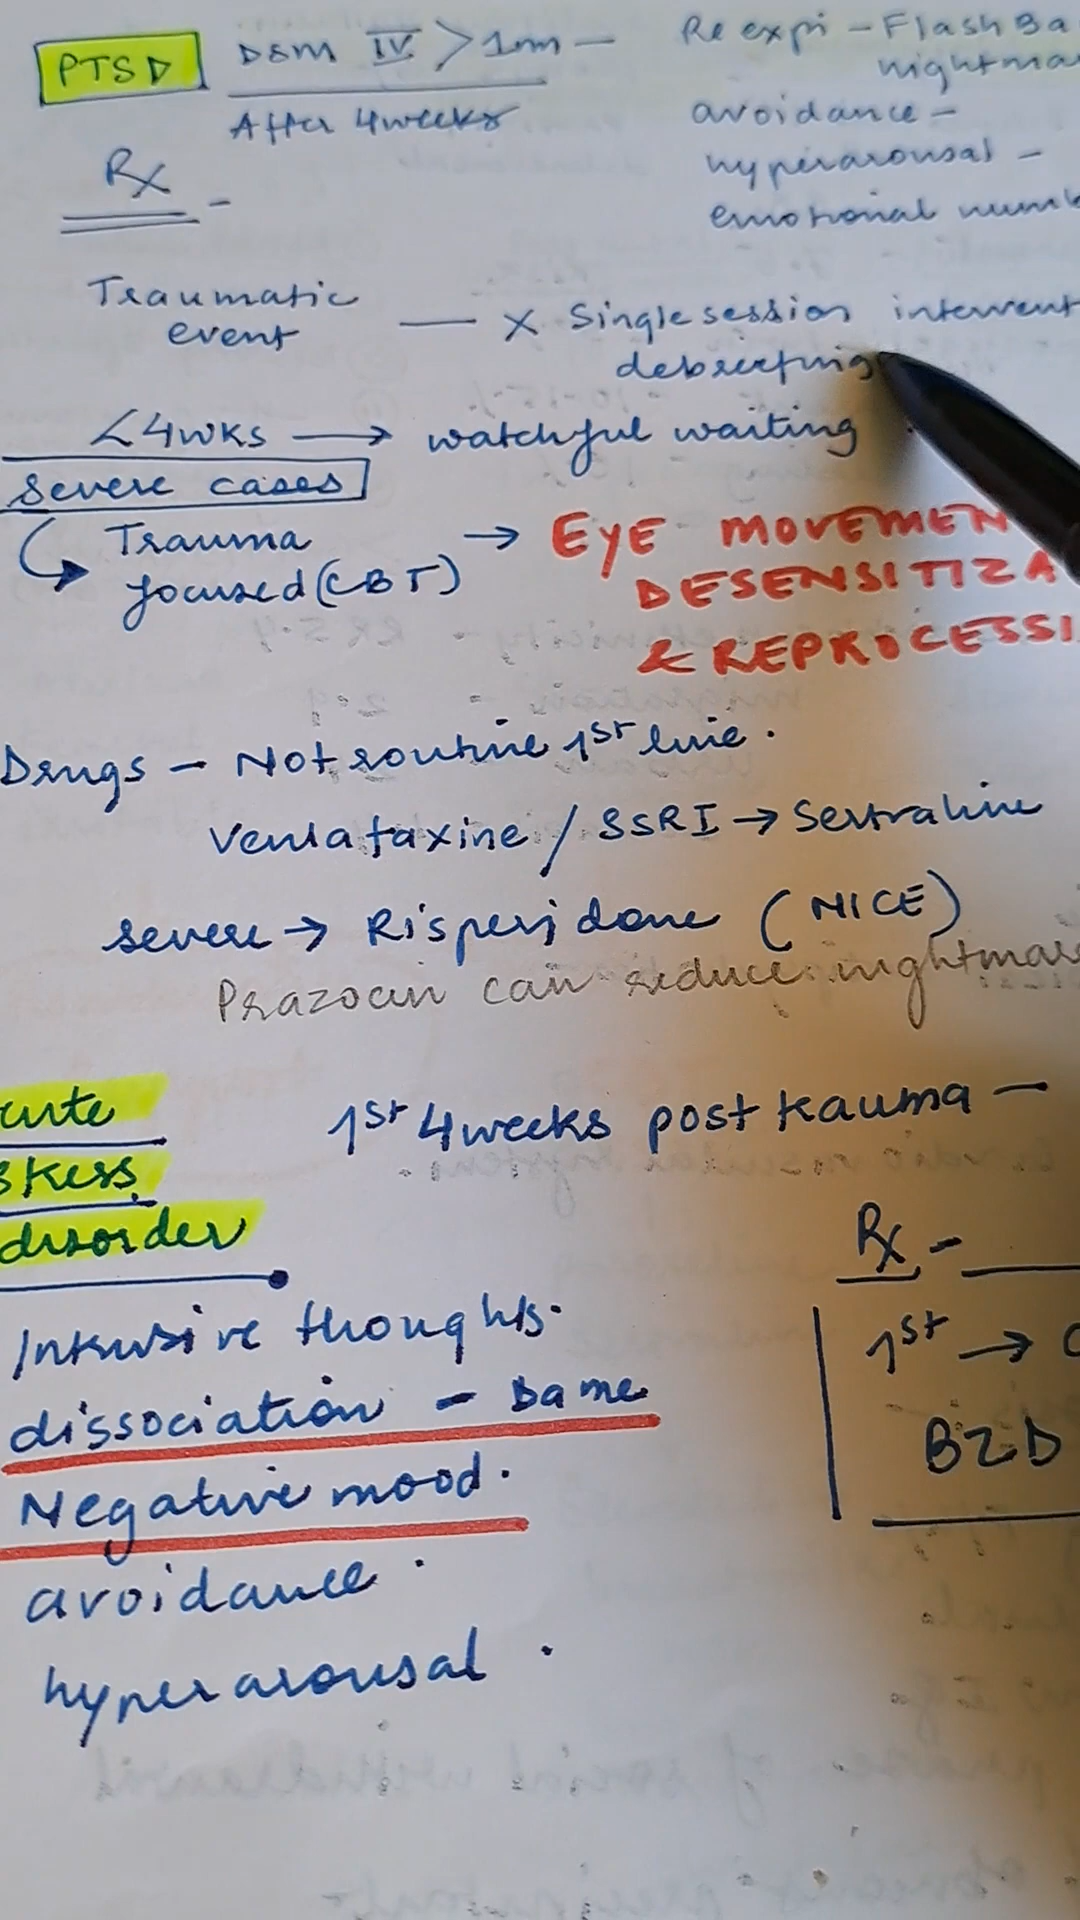 PTSD
DSM IV > 1m — Re expi - Flash Ba
nightma
After 4weeks
avoidance -
hyperarousal -
emotional numb
Rx -
Traumatic event — x Single session intervent
debriefing
<4wks → watchful waiting
severe cases
Trauma focused (CBT) → EYE MOVEMEN
DESENSITIZA
& REPROCESSI
Drugs - Not routine 1st line.
Venlafaxine / SSRI → Sertraline
severe → Risperidone (NICE)
Prazocin can reduce nightmar
cute
stress
disorder
1st 4weeks post trauma —
Intrusive thoughts.
dissociation -
Negative mood.
avoidance.
hyperarousal.
Rx -
1st → C
BZD